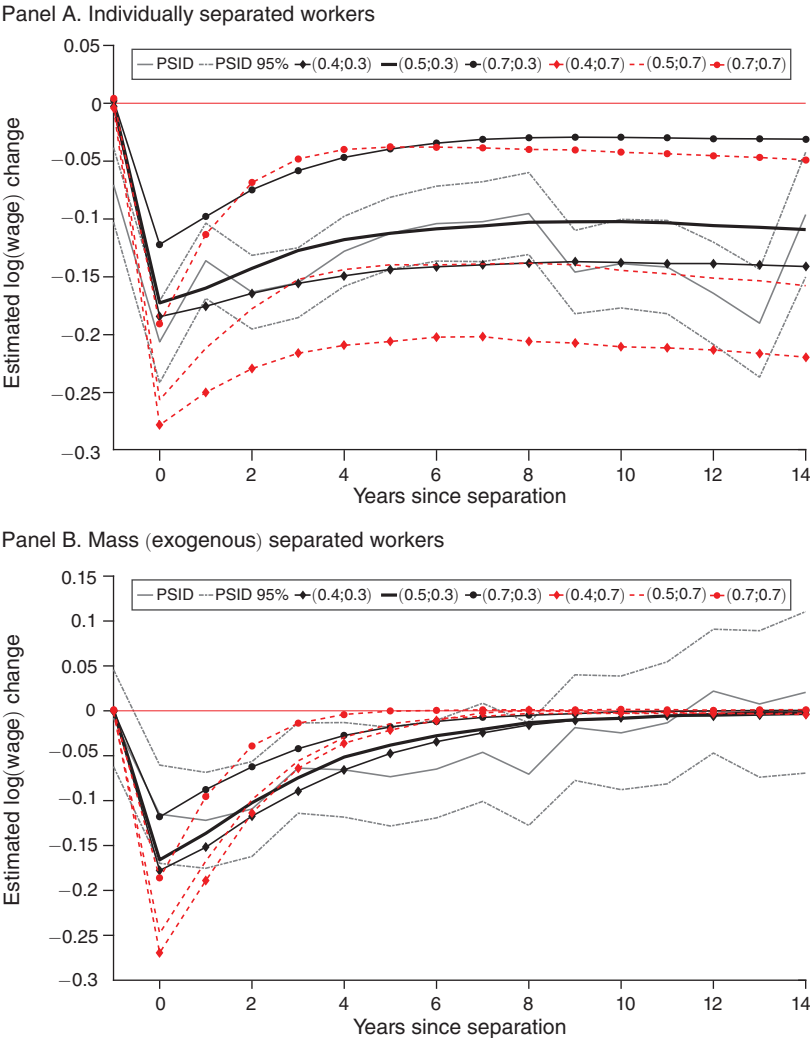 Panel A. Individually separated workers
0.05
PSID PSID 95% (0.4;0.3) (0.5;0.3) (0.7;0.3) (0.4;0.7) (0.5;0.7) (0.7;0.7)
0
−0.05
−0.1
−0.15
−0.2
−0.25
−0.3
Estimated log(wage) change
0 2 4 6 8 10 12 14
Years since separation
Panel B. Mass (exogenous) separated workers
0.15
PSID PSID 95% (0.4;0.3) (0.5;0.3) (0.7;0.3) (0.4;0.7) (0.5;0.7) (0.7;0.7)
0.1
0.05
0
−0.05
−0.1
−0.15
−0.2
−0.25
−0.3
Estimated log(wage) change
0 2 4 6 8 10 12 14
Years since separation